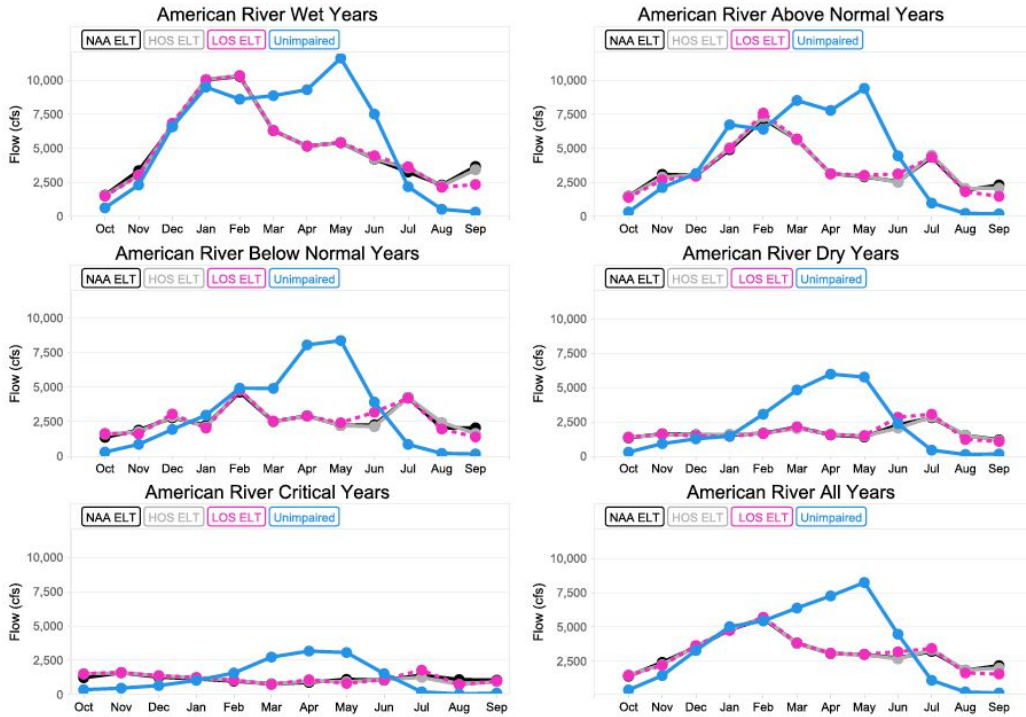 American River Wet Years
NAA ELT HOS ELT LOS ELT Unimpaired
Flow (cfs)
10,000
7,500
5,000
2,500
0
Oct Nov Dec Jan Feb Mar Apr May Jun Jul Aug Sep
American River Above Normal Years
NAA ELT HOS ELT LOS ELT Unimpaired
Flow (cfs)
10,000
7,500
5,000
2,500
0
Oct Nov Dec Jan Feb Mar Apr May Jun Jul Aug Sep
American River Below Normal Years
NAA ELT HOS ELT LOS ELT Unimpaired
Flow (cfs)
10,000
7,500
5,000
2,500
0
Oct Nov Dec Jan Feb Mar Apr May Jun Jul Aug Sep
American River Dry Years
NAA ELT HOS ELT LOS ELT Unimpaired
Flow (cfs)
10,000
7,500
5,000
2,500
0
Oct Nov Dec Jan Feb Mar Apr May Jun Jul Aug Sep
American River Critical Years
NAA ELT HOS ELT LOS ELT Unimpaired
Flow (cfs)
10,000
7,500
5,000
2,500
0
Oct Nov Dec Jan Feb Mar Apr May Jun Jul Aug Sep
American River All Years
NAA ELT HOS ELT LOS ELT Unimpaired
Flow (cfs)
10,000
7,500
5,000
2,500
Oct Nov Dec Jan Feb Mar Apr May Jun Jul Aug Sep